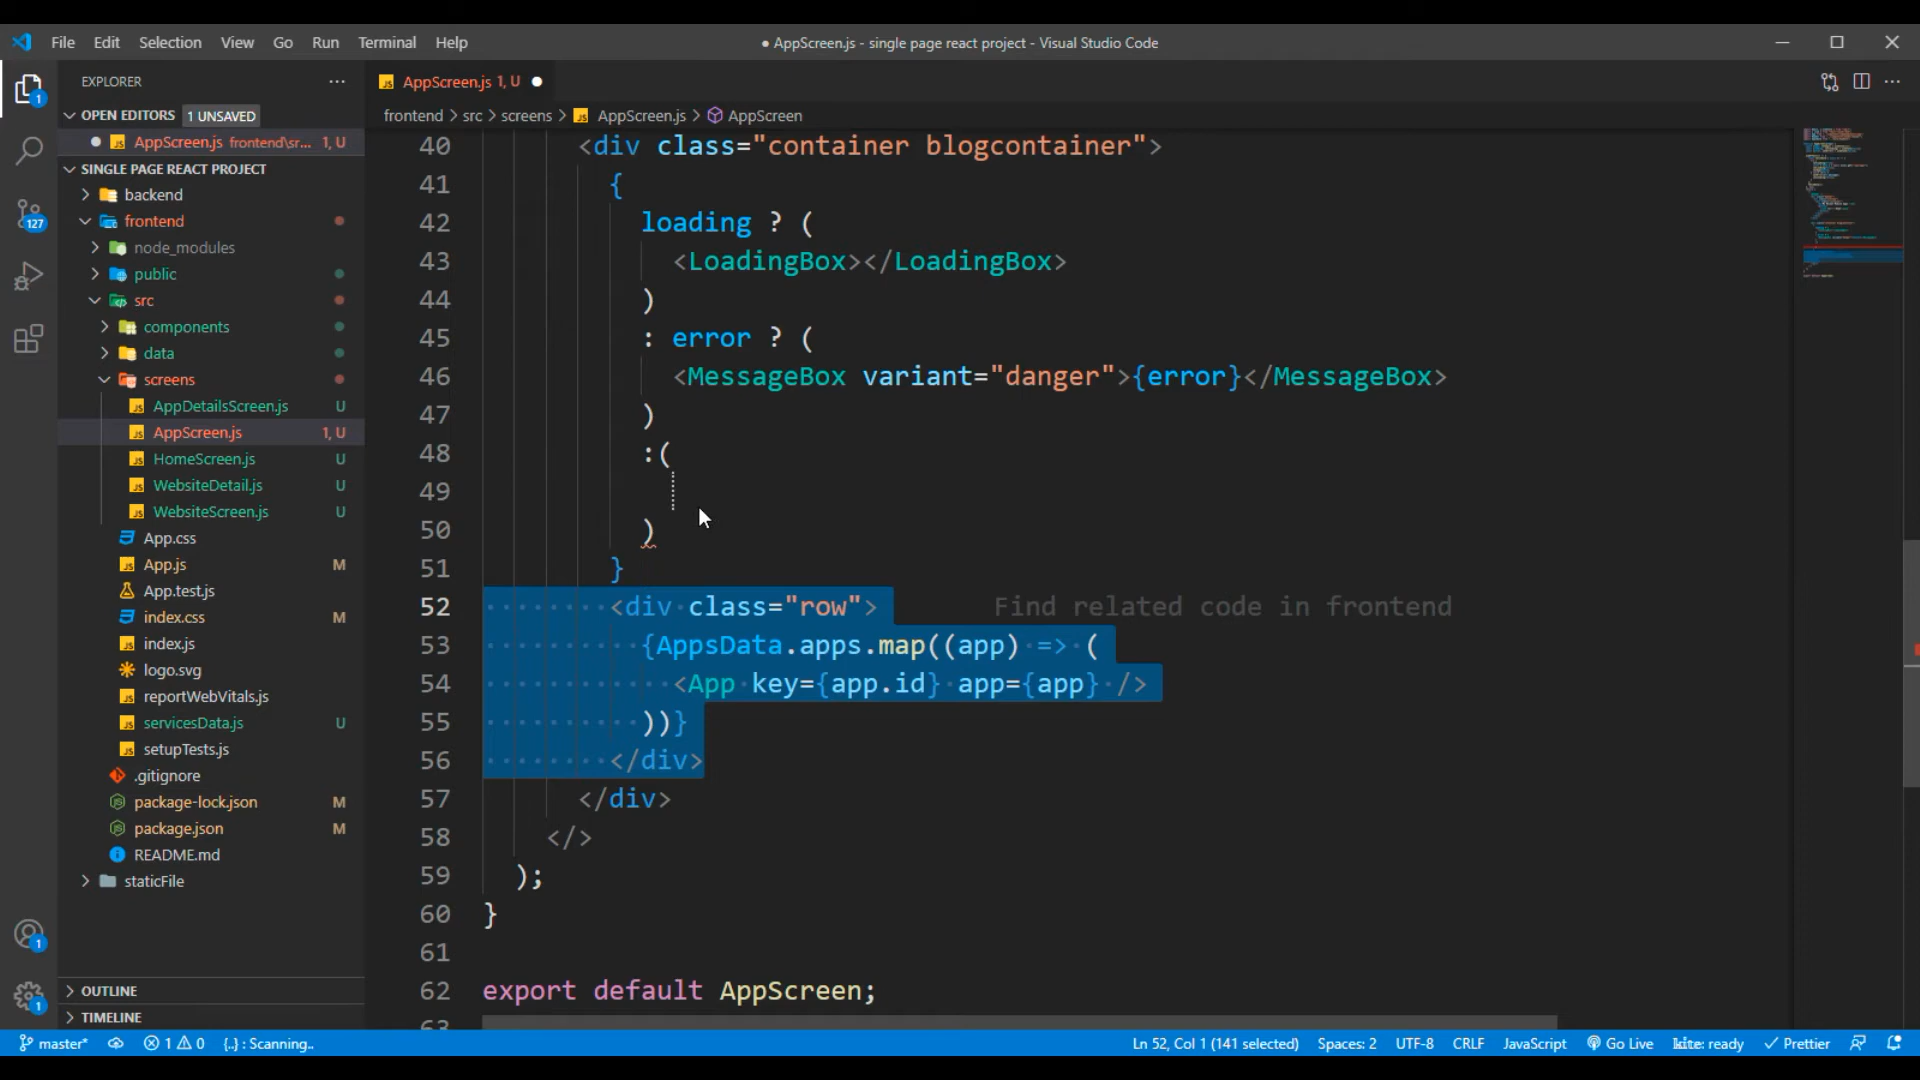 File Edit Selection View Go Run Terminal Help
● AppScreen.js - single page react project - Visual Studio Code
EXPLORER
OPEN EDITORS 1 UNSAVED
AppScreen.js frontend\sr... 1, U
SINGLE PAGE REACT PROJECT
backend
frontend
node_modules
public
src
components
data
screens
AppDetailsScreen.js U
AppScreen.js 1, U
HomeScreen.js U
WebsiteDetail.js U
WebsiteScreen.js U
App.css
App.js M
App.test.js
index.css M
index.js
logo.svg
reportWebVitals.js
servicesData.js U
setupTests.js
.gitignore
package-lock.json M
package.json M
README.md
staticFile
OUTLINE
TIMELINE
1
127
1
1
AppScreen.js 1, U
frontend > src > screens > AppScreen.js > AppScreen
40 <div class="container blogcontainer">
41 {
42 loading ? (
43 <LoadingBox></LoadingBox>
44 )
45 : error ? (
46 <MessageBox variant="danger">{error}</MessageBox>
47 )
48 :(
49
50 )
51 }
52 <div class="row"> Find related code in frontend
53 {AppsData.apps.map((app) => (
54 <App key={app.id} app={app} />
55 ))}
56 </div>
57 </div>
58 </>
59 );
60 }
61
62 export default AppScreen;
63
master* 1 0 {..} : Scanning..
Ln 52, Col 1 (141 selected) Spaces: 2 UTF-8 CRLF JavaScript Go Live kite: ready Prettier